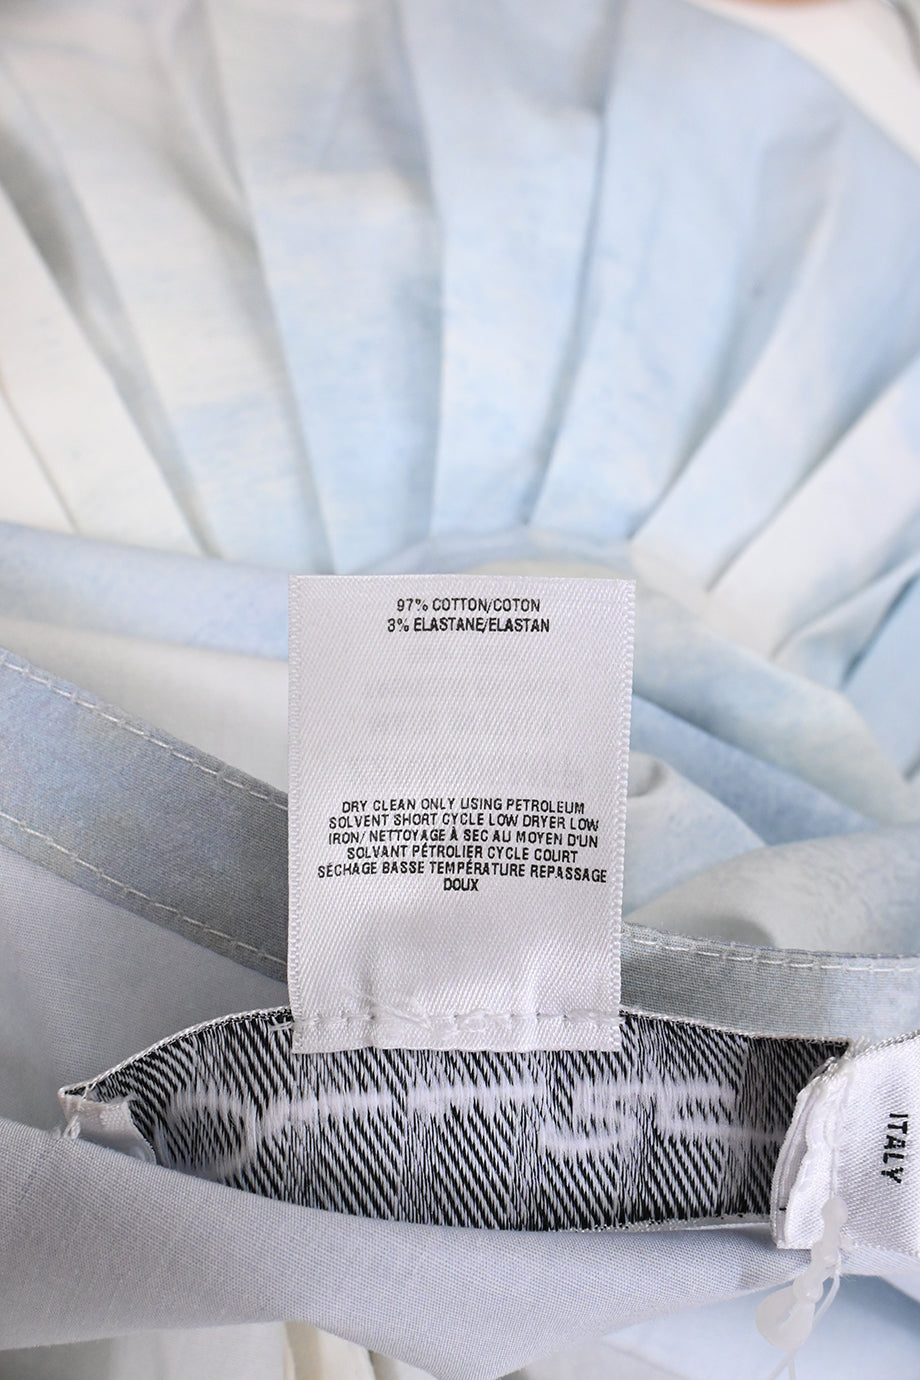 97% COTTON/COTON
3% ELASTANE/ELASTAN
DRY CLEAN ONLY USING PETROLEUM
SOLVENT SHORT CYCLE LOW DRYER LOW
IRON/ NETTOYAGE À SEC AU MOYEN D'UN
SOLVANT PÉTROLIER CYCLE COURT
SÉCHAGE BASSE TEMPÉRATURE REPASSAGE
DOUX
ITALY